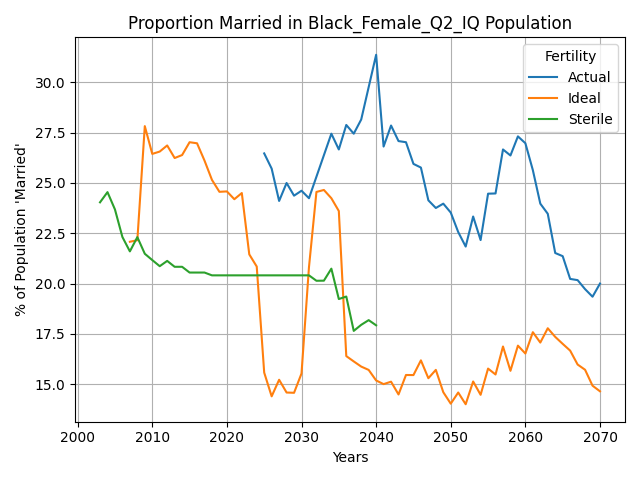 Proportion Married in Black_Female_Q2_IQ Population
% of Population 'Married'
30.0
27.5
25.0
22.5
20.0
17.5
15.0
Fertility
Actual
Ideal
Sterile
2000 2010 2020 2030 2040 2050 2060 2070
Years